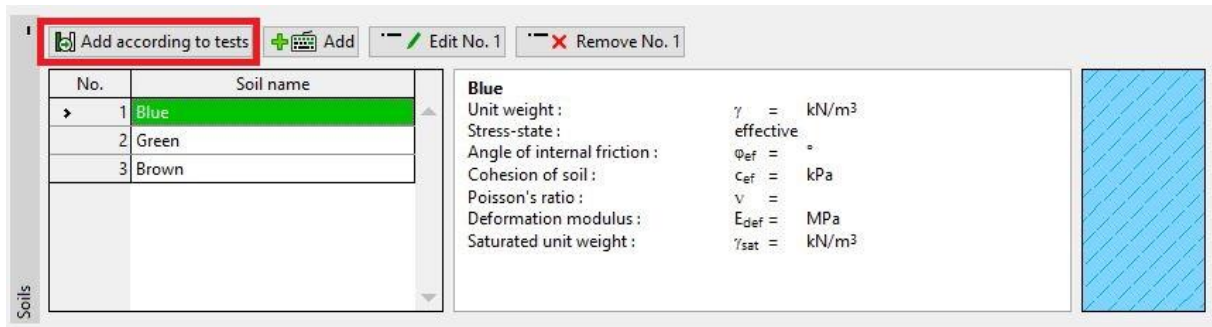 Add according to tests Add Edit No. 1 Remove No. 1
No. Soil name
1 Blue
2 Green
3 Brown
Blue
Unit weight : γ = kN/m³
Stress-state : effective
Angle of internal friction : φef = °
Cohesion of soil : cef = kPa
Poisson's ratio : ν =
Deformation modulus : Edef = MPa
Saturated unit weight : γsat = kN/m³
Soils